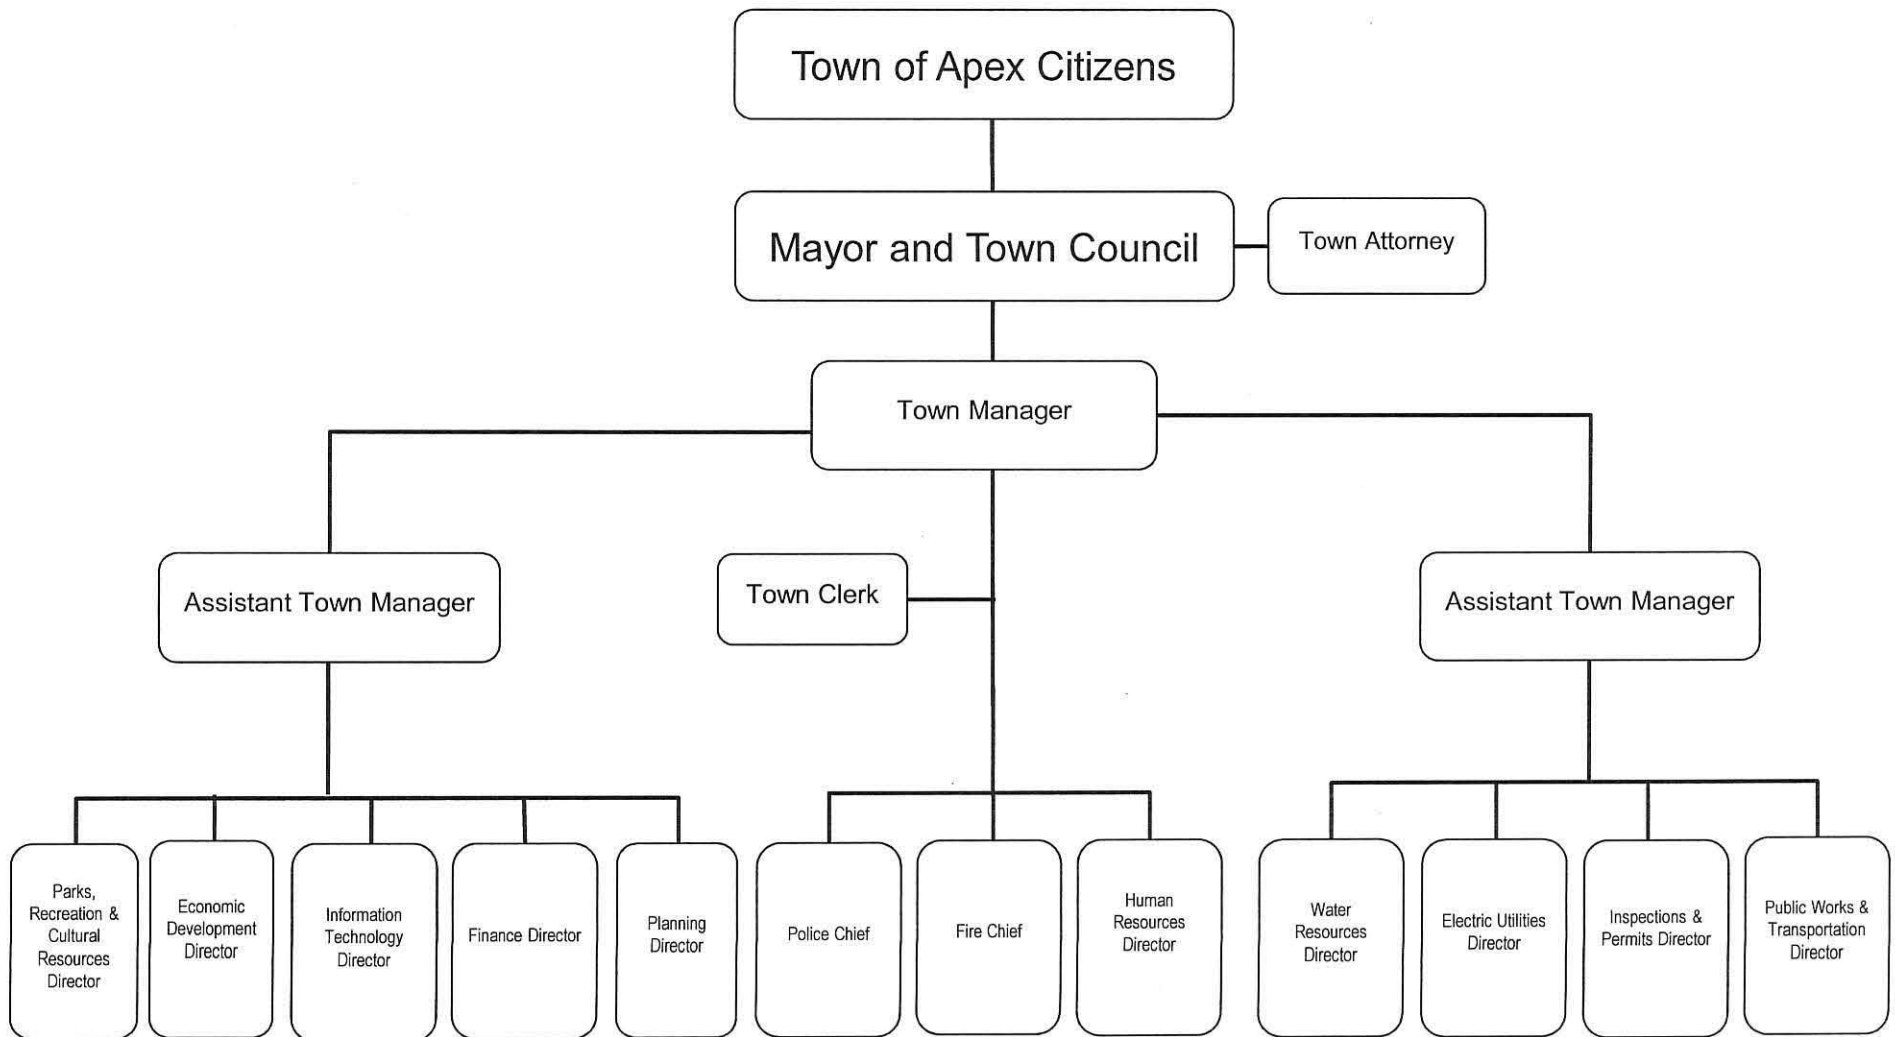 Town of Apex Citizens
Mayor and Town Council
Town Attorney
Town Manager
Assistant Town Manager
Town Clerk
Assistant Town Manager
Parks,
Recreation &
Cultural
Resources
Director
Economic
Development
Director
Information
Technology
Director
Finance Director
Planning
Director
Police Chief
Fire Chief
Human
Resources
Director
Water
Resources
Director
Electric Utilities
Director
Inspections &
Permits Director
Public Works &
Transportation
Director